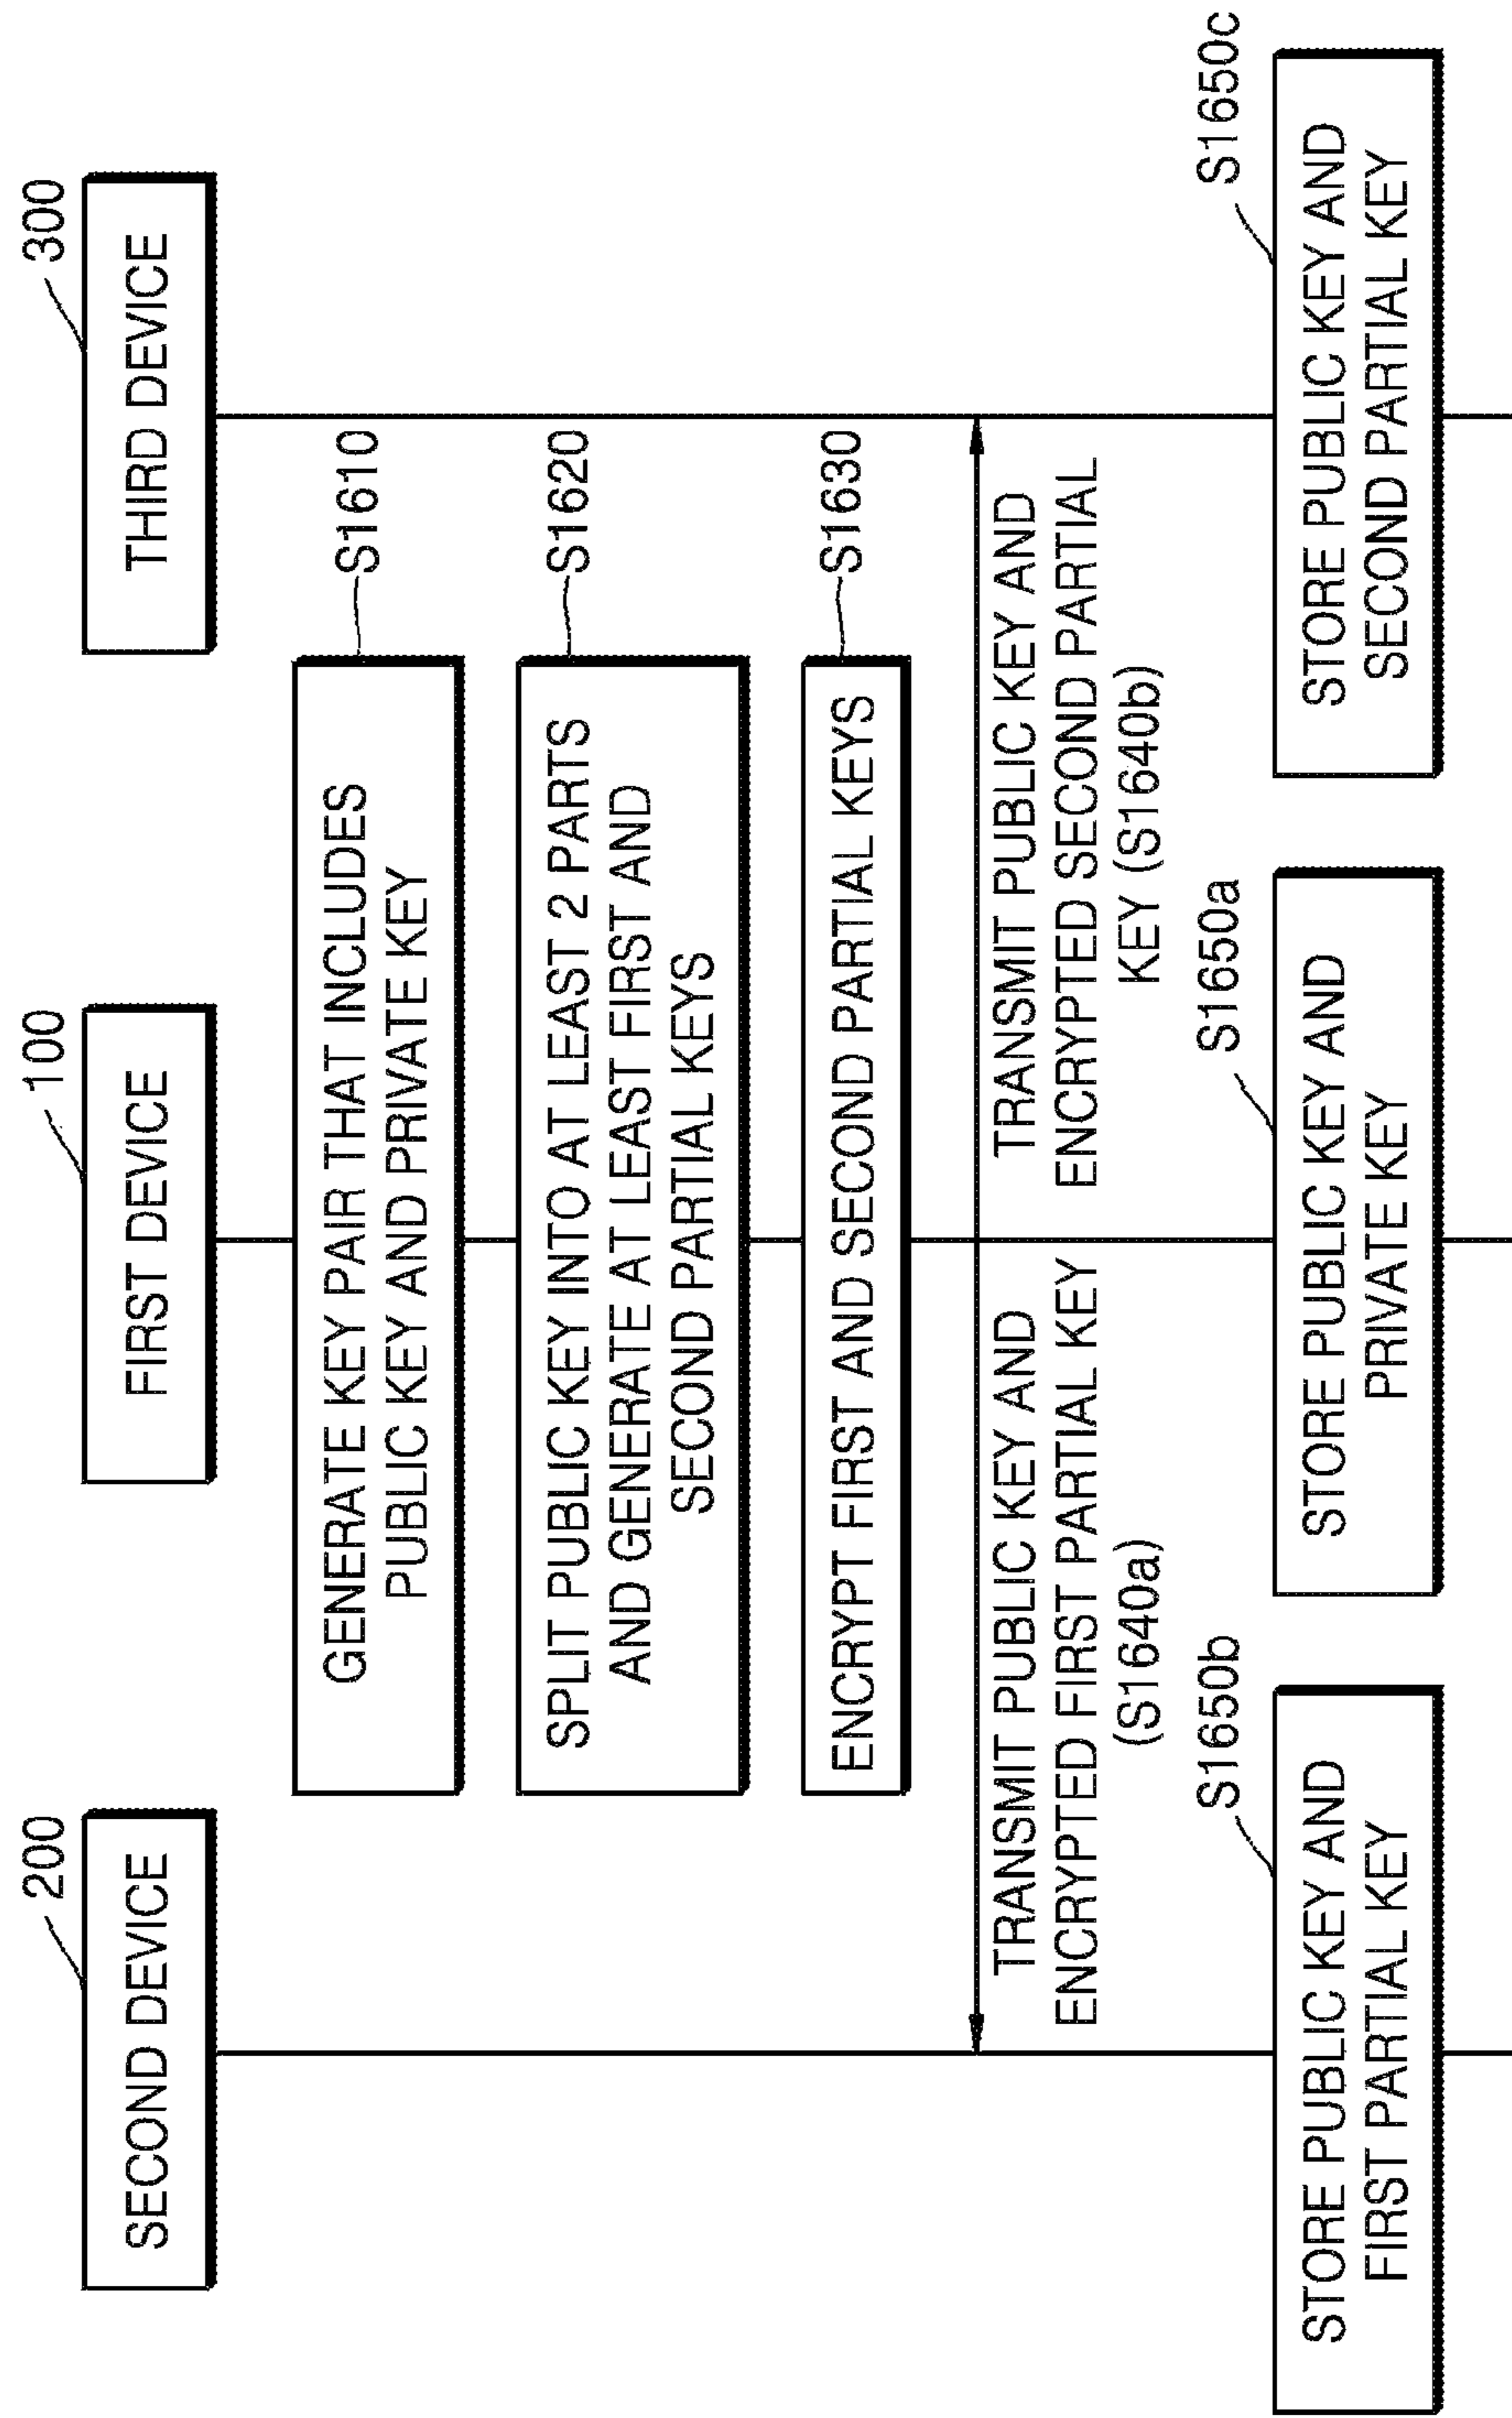 200
100
300
SECOND DEVICE
FIRST DEVICE
THIRD DEVICE
GENERATE KEY PAIR THAT INCLUDES
PUBLIC KEY AND PRIVATE KEY
S1610
SPLIT PUBLIC KEY INTO AT LEAST 2 PARTS
AND GENERATE AT LEAST FIRST AND
SECOND PARTIAL KEYS
S1620
ENCRYPT FIRST AND SECOND PARTIAL KEYS
S1630
TRANSMIT PUBLIC KEY AND
ENCRYPTED FIRST PARTIAL KEY
(S1640a)
TRANSMIT PUBLIC KEY AND
ENCRYPTED SECOND PARTIAL
KEY (S1640b)
S1650b
STORE PUBLIC KEY AND
FIRST PARTIAL KEY
S1650a
STORE PUBLIC KEY AND
PRIVATE KEY
S1650c
STORE PUBLIC KEY AND
SECOND PARTIAL KEY